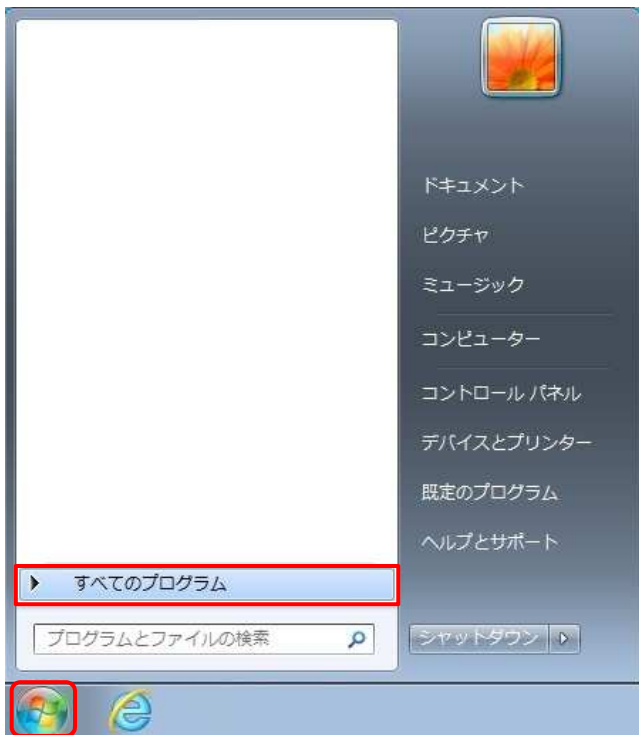 ドキュメント
ピクチャ
ミュージック
コンピューター
コントロール パネル
デバイスとプリンター
既定のプログラム
ヘルプとサポート
すべてのプログラム
プログラムとファイルの検索
シャットダウン